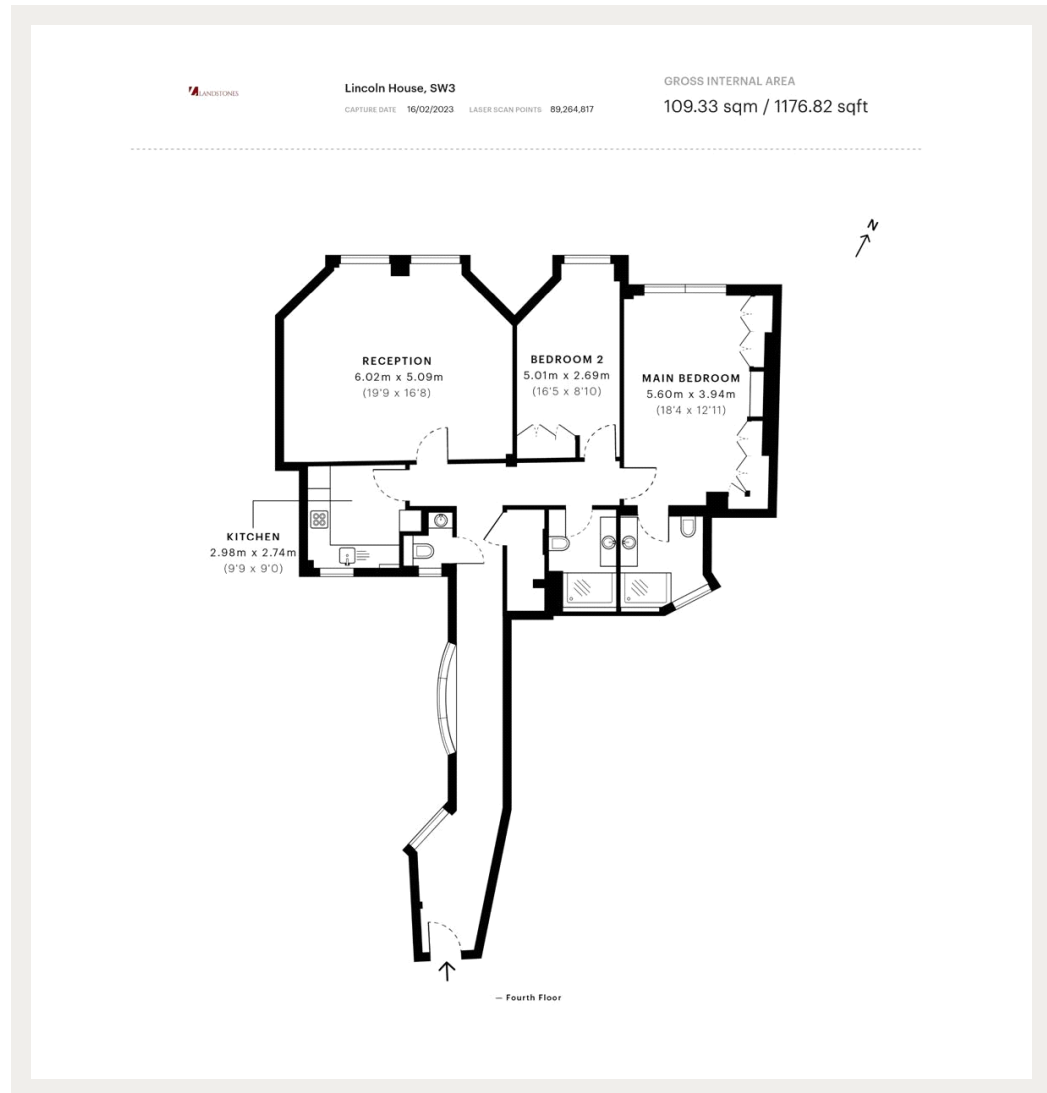 LANDSTONES
Lincoln House, SW3
CAPTURE DATE 16/02/2023 LASER SCAN POINTS 89,264,817
GROSS INTERNAL AREA
109.33 sqm / 1176.82 sqft
N
RECEPTION
6.02m x 5.09m
(19'9 x 16'8)
BEDROOM 2
5.01m x 2.69m
(16'5 x 8'10)
MAIN BEDROOM
5.60m x 3.94m
(18'4 x 12'11)
KITCHEN
2.98m x 2.74m
(9'9 x 9'0)
— Fourth Floor